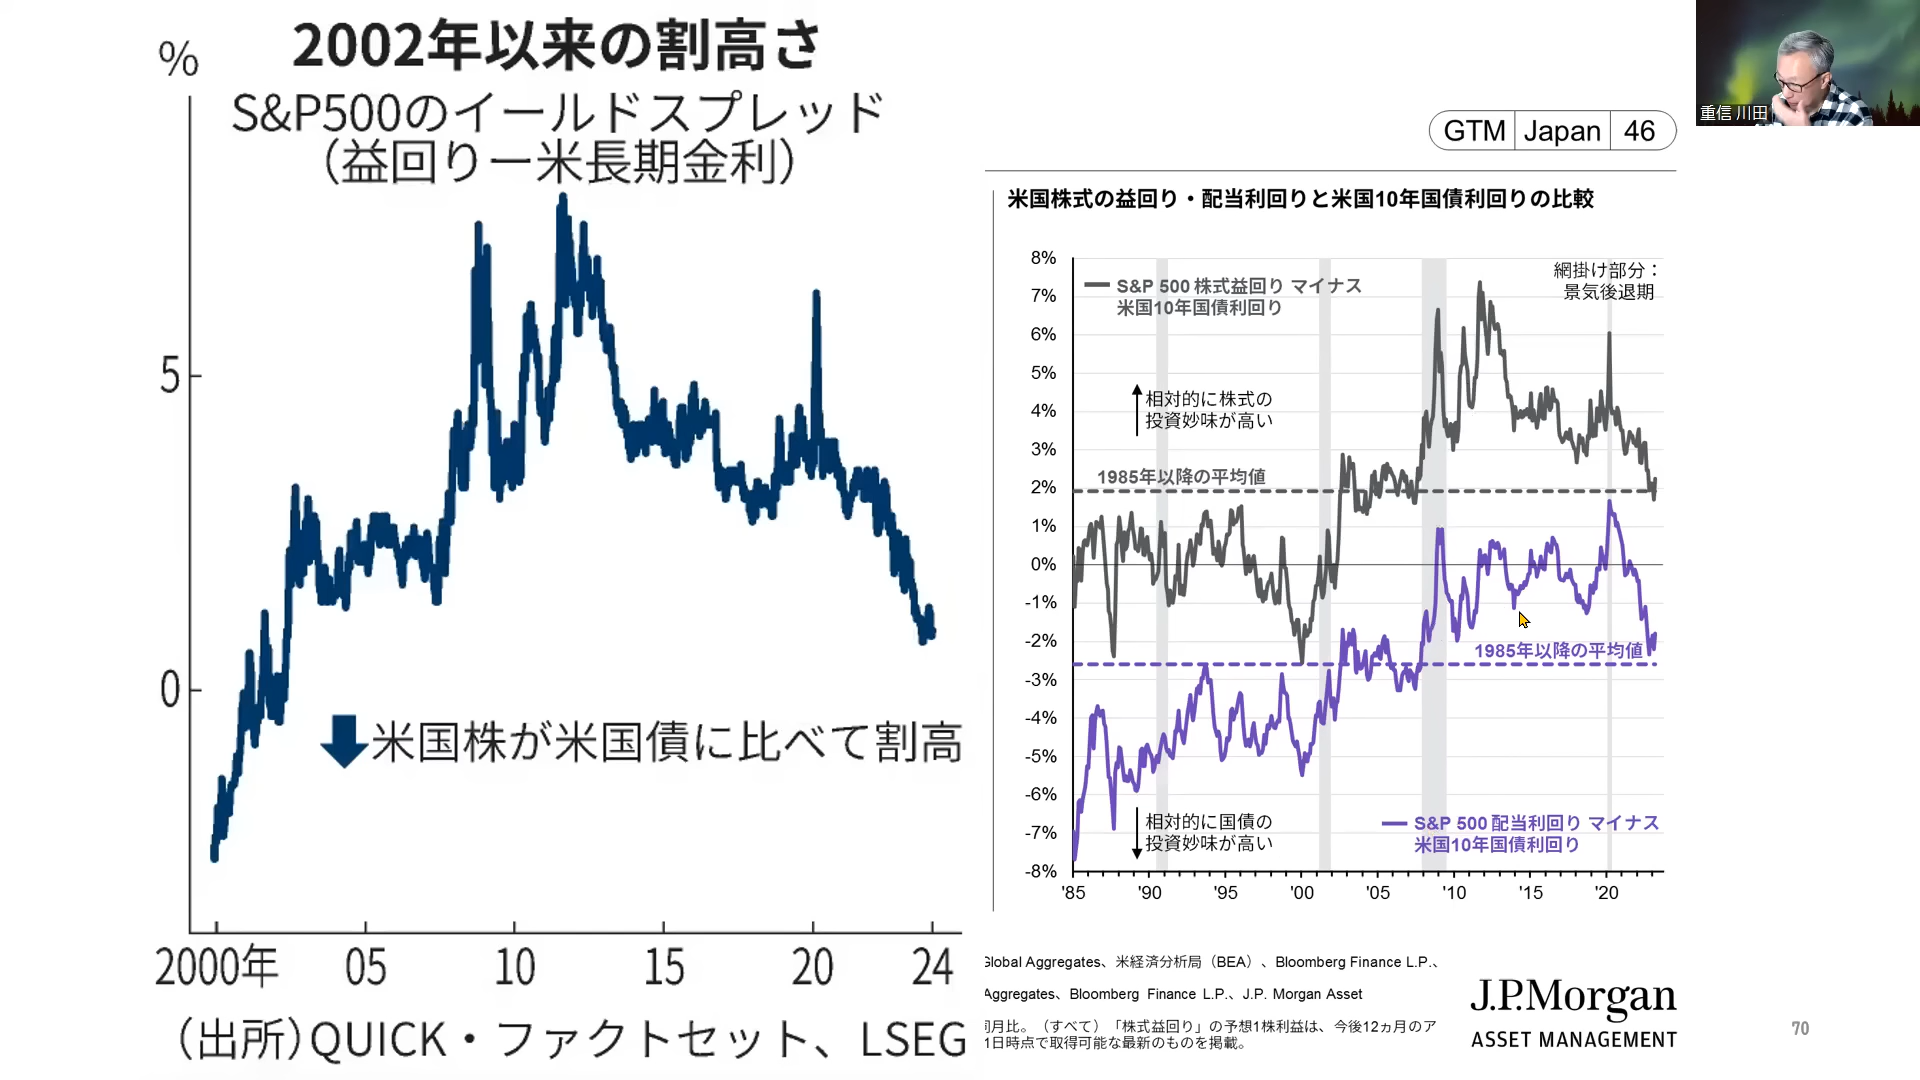 2002年以来の割高さ
%
S&P500のイールドスプレッド
（益回りー米長期金利）
5
0
米国株が米国債に比べて割高
2000年 05 10 15 20 24
（出所）QUICK・ファクトセット、LSEG
重信 川田
GTM Japan 46
米国株式の益回り・配当利回りと米国10年国債利回りの比較
8%
7%
6%
5%
4%
3%
2%
1%
0%
-1%
-2%
-3%
-4%
-5%
-6%
-7%
-8%
S&P 500 株式益回り マイナス
米国10年国債利回り
網掛け部分：
景気後退期
相対的に株式の
投資妙味が高い
1985年以降の平均値
1985年以降の平均値
相対的に国債の
投資妙味が高い
S&P 500 配当利回り マイナス
米国10年国債利回り
'85 '90 '95 '00 '05 '10 '15 '20
Global Aggregates、米経済分析局（BEA）、Bloomberg Finance L.P.、
Aggregates、Bloomberg Finance L.P.、J.P. Morgan Asset
月比。（すべて）「株式益回り」の予想1株利益は、今後12ヵ月のア
1日時点で取得可能な最新のものを掲載。
J.P.Morgan
ASSET MANAGEMENT
70